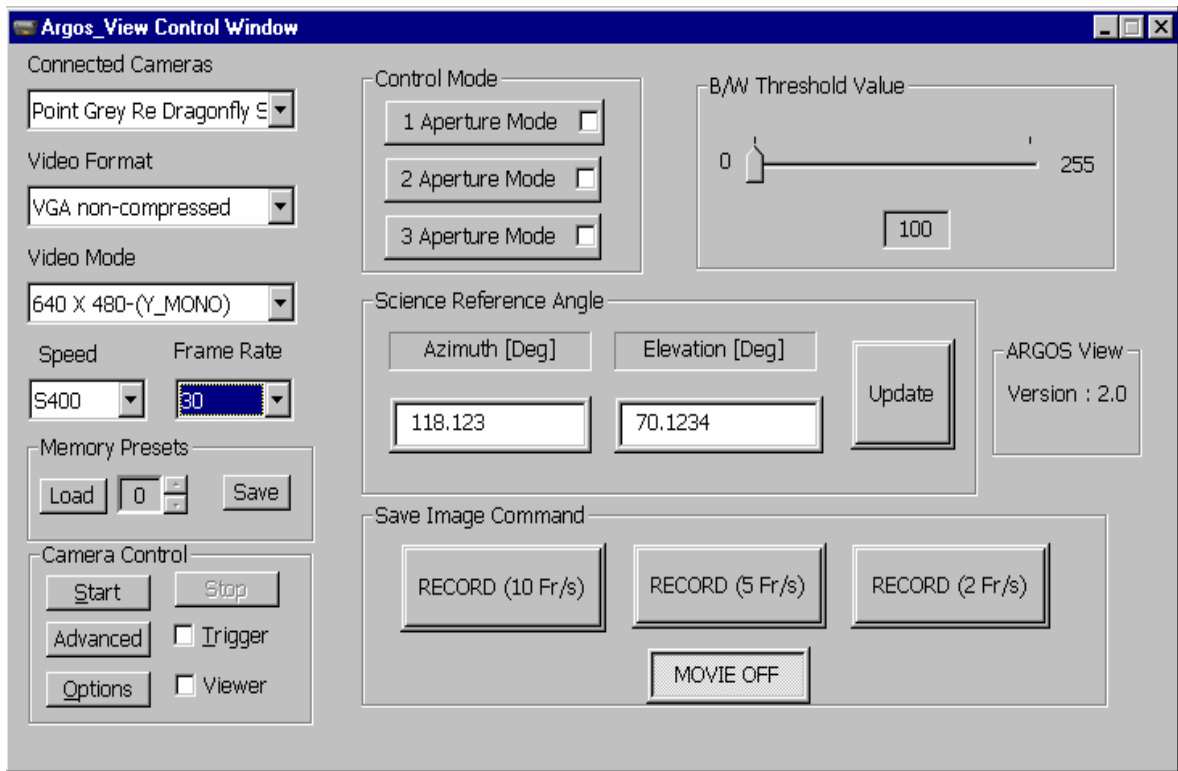 Argos_View Control Window
Connected Cameras
Point Grey Re Dragonfly S
Video Format
VGA non-compressed
Video Mode
640 X 480-(Y_MONO)
Speed
Frame Rate
S400
30
Memory Presets
Load
0
Save
Camera Control
Start
Stop
Advanced
Trigger
Options
Viewer
Control Mode
1 Aperture Mode
2 Aperture Mode
3 Aperture Mode
B/W Threshold Value
0
255
100
Science Reference Angle
Azimuth [Deg]
Elevation [Deg]
118.123
70.1234
Update
ARGOS View
Version : 2.0
Save Image Command
RECORD (10 Fr/s)
RECORD (5 Fr/s)
RECORD (2 Fr/s)
MOVIE OFF